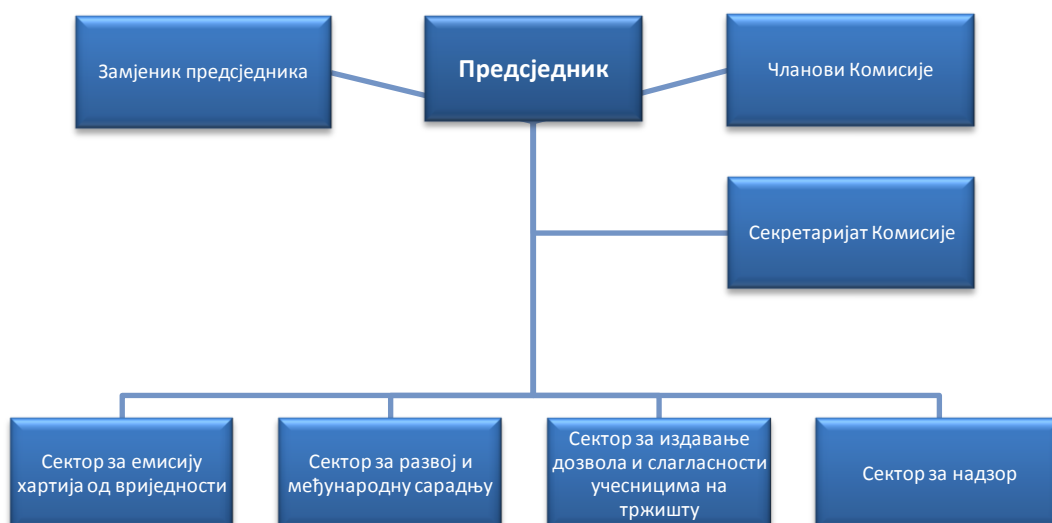 Замјеник предсједника
Предсједник
Чланови Комисије
Секретаријат Комисије
Сектор за емисију
хартија од вриједности
Сектор за развој и
међународну сарадњу
Сектор за издавање
дозвола и слагласности
учесницима на
тржишту
Сектор за надзор